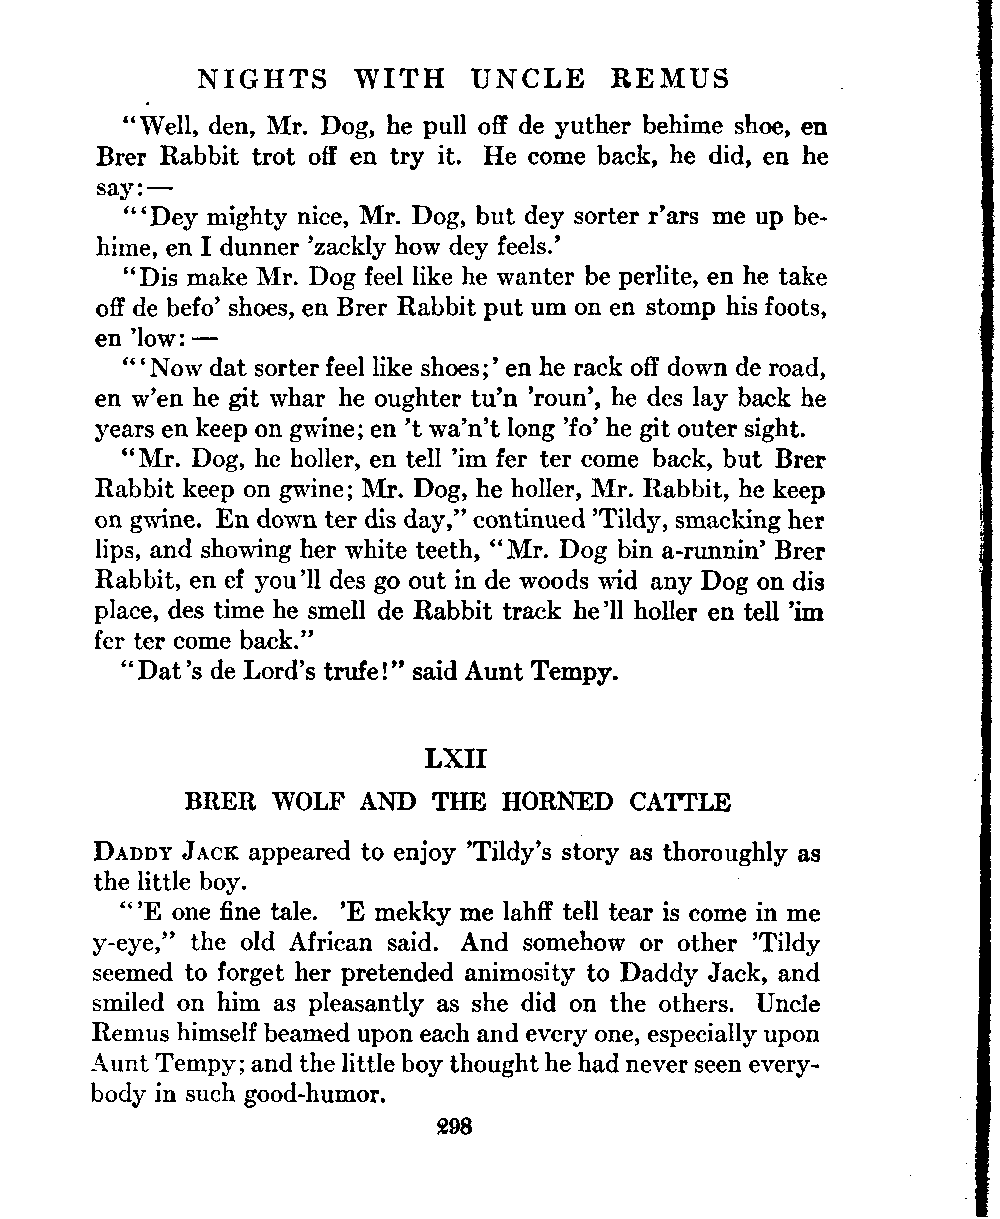 NIGHTS WITH UNCLE REMUS
"Well, den, Mr. Dog, he pull off de yuther behime shoe, en
Brer Rabbit trot off en try it. He come back, he did, en he
say:—
"'Dey mighty nice, Mr. Dog, but dey sorter r'ars me up be-
hime, en I dunner 'zackly how dey feels.'
"Dis make Mr. Dog feel like he wanter be perlite, en he take
off de befo' shoes, en Brer Rabbit put um on en stomp his foots,
en 'low: —
"'Now dat sorter feel like shoes;' en he rack off down de road,
en w'en he git whar he oughter tu'n 'roun', he des lay back he
years en keep on gwine; en 't wa'n't long 'fo' he git outer sight.
"Mr. Dog, he holler, en tell 'im fer ter come back, but Brer
Rabbit keep on gwine; Mr. Dog, he holler, Mr. Rabbit, he keep
on gwine. En down ter dis day," continued 'Tildy, smacking her
lips, and showing her white teeth, "Mr. Dog bin a-runnin' Brer
Rabbit, en ef you'll des go out in de woods wid any Dog on dis
place, des time he smell de Rabbit track he'll holler en tell 'im
fer ter come back."
"Dat's de Lord's trufe!" said Aunt Tempy.
LXII
BRER WOLF AND THE HORNED CATTLE
DADDY JACK appeared to enjoy 'Tildy's story as thoroughly as
the little boy.
"'E one fine tale. 'E mekky me lahff tell tear is come in me
y-eye," the old African said. And somehow or other 'Tildy
seemed to forget her pretended animosity to Daddy Jack, and
smiled on him as pleasantly as she did on the others. Uncle
Remus himself beamed upon each and every one, especially upon
Aunt Tempy; and the little boy thought he had never seen every-
body in such good-humor.
298